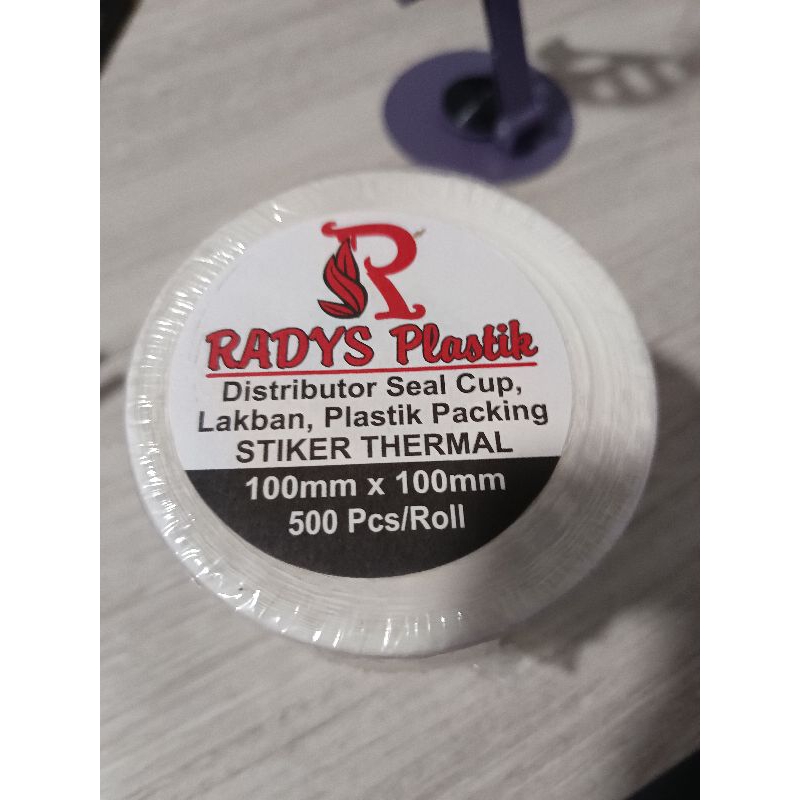 R
RADYS Plastik
Distributor Seal Cup,
Lakban, Plastik Packing
STIKER THERMAL
100mm x 100mm
500 Pcs/Roll